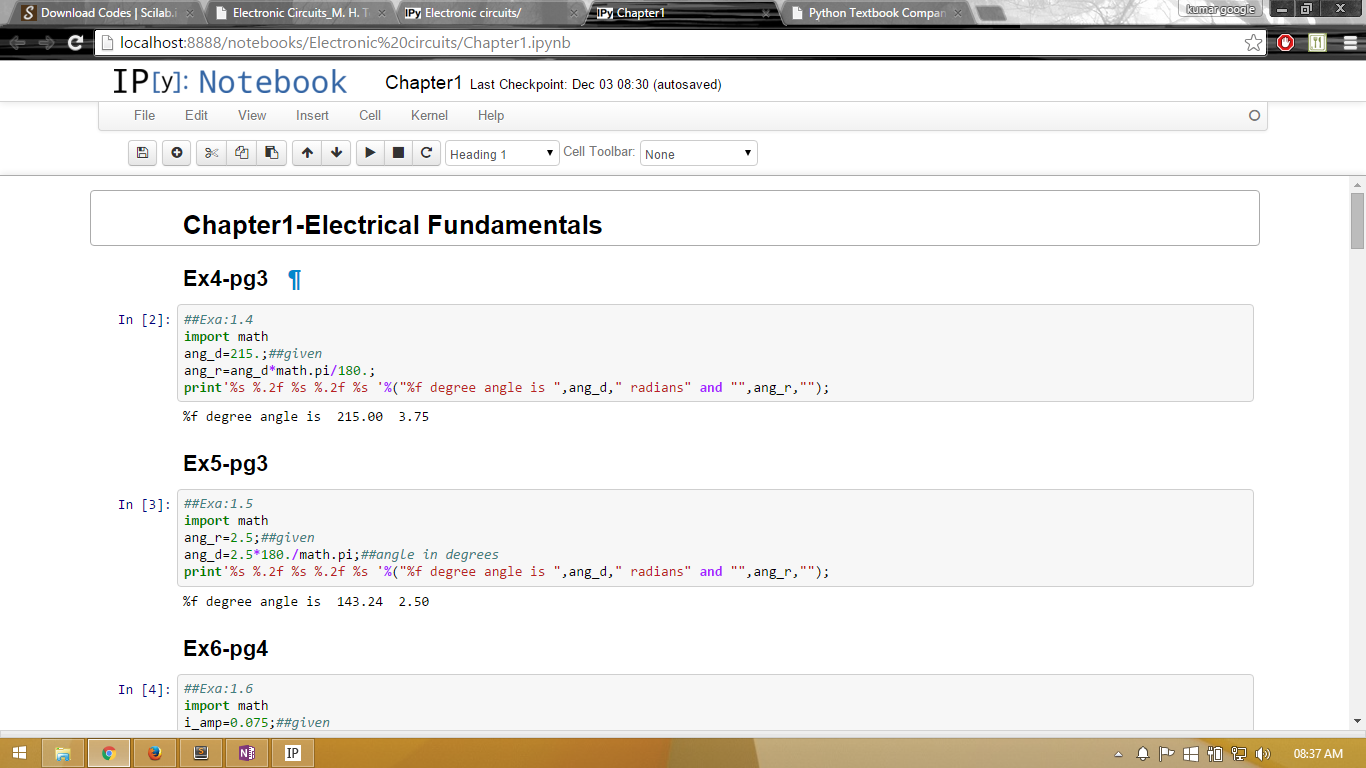 Download Codes | Scilab.i
Electronic Circuits_M. H. T
IPy Electronic circuits/
IPy Chapter1
Python Textbook Compan
kumar google
localhost:8888/notebooks/Electronic%20circuits/Chapter1.ipynb
IP[y]: Notebook
Chapter1 Last Checkpoint: Dec 03 08:30 (autosaved)
File Edit View Insert Cell Kernel Help
Heading 1 Cell Toolbar: None
Chapter1-Electrical Fundamentals
Ex4-pg3 ¶
In [2]: ##Exa:1.4
import math
ang_d=215.;##given
ang_r=ang_d*math.pi/180.;
print'%s %.2f %s %.2f %s '%("%f degree angle is ",ang_d," radians" and "",ang_r,"");
%f degree angle is  215.00  3.75
Ex5-pg3
In [3]: ##Exa:1.5
import math
ang_r=2.5;##given
ang_d=2.5*180./math.pi;##angle in degrees
print'%s %.2f %s %.2f %s '%("%f degree angle is ",ang_d," radians" and "",ang_r,"");
%f degree angle is  143.24  2.50
Ex6-pg4
In [4]: ##Exa:1.6
import math
i_amp=0.075;##given
IP
08:37 AM